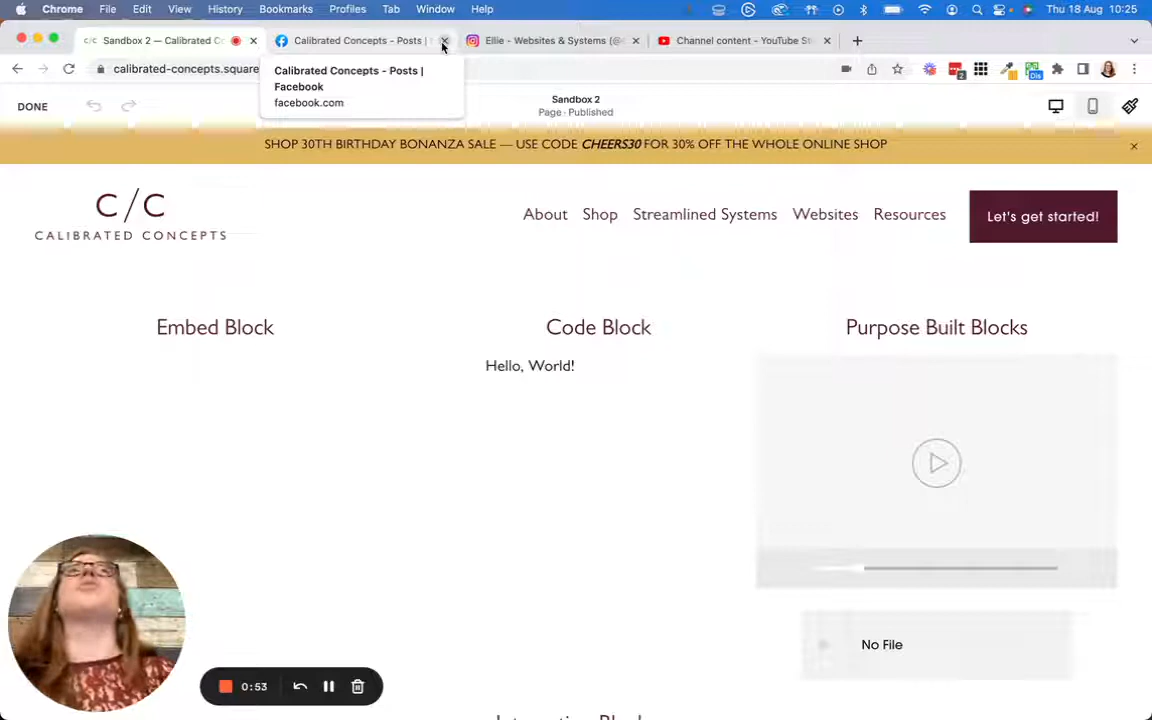 Chrome File Edit View History Bookmarks Profiles Tab Window Help Thu 18 Aug 10:25
C/C Sandbox 2 — Calibrated C
Calibrated Concepts - Posts |
Ellie - Websites & Systems (@
Channel content - YouTube St
calibrated-concepts.square
Calibrated Concepts - Posts |
Facebook
facebook.com
DONE
Sandbox 2
Page · Published
SHOP 30TH BIRTHDAY BONANZA SALE — USE CODE CHEERS30 FOR 30% OFF THE WHOLE ONLINE SHOP
C/C
CALIBRATED CONCEPTS
About Shop Streamlined Systems Websites Resources Let's get started!
Embed Block Code Block Purpose Built Blocks
Hello, World!
No File
0:53